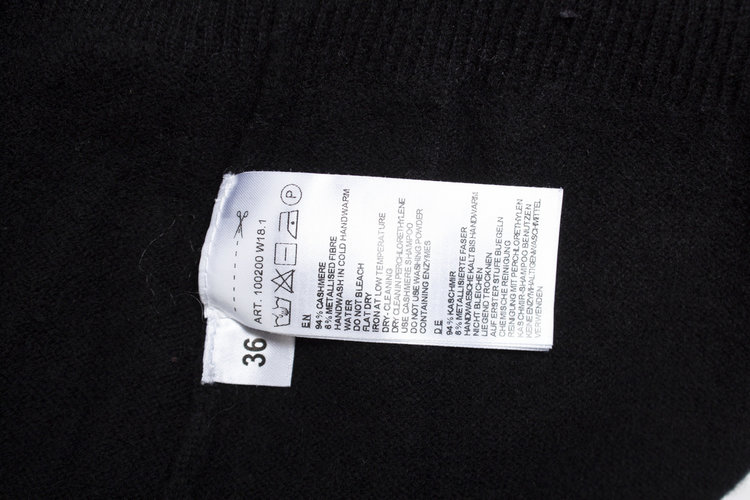 ART. 100200 W18.1
P
EN
94% CASHMERE
6% METALLISED FIBRE
HANDWASH IN COLD HANDWARM
WATER
DO NOT BLEACH
FLAT DRY
IRON AT LOW TEMPERATURE
DRY- CLEANING
DRY CLEAN IN PERCHLORETHYLENE
USE CASHMERE SHAMPOO
DO NOT USE WASHING POWDER
CONTAINING ENZYMES
DE
94% KASCHMIR
6% METALLISIERTE FASER
HANDWAESCHE KALT BIS HANDWARM
NICHT BLEICHEN
LIEGEND TROCKNEN
AUF ERSTER STUFE BUEGELN
CHEMISCHE REINIGUNG
REINIGUNG MIT PERCHLORETHYLEN
KASCHMIR-SHAMPOO BENUTZEN
KEINE ENZYMHALTIGEN WASCHMITTEL
VERWENDEN
36